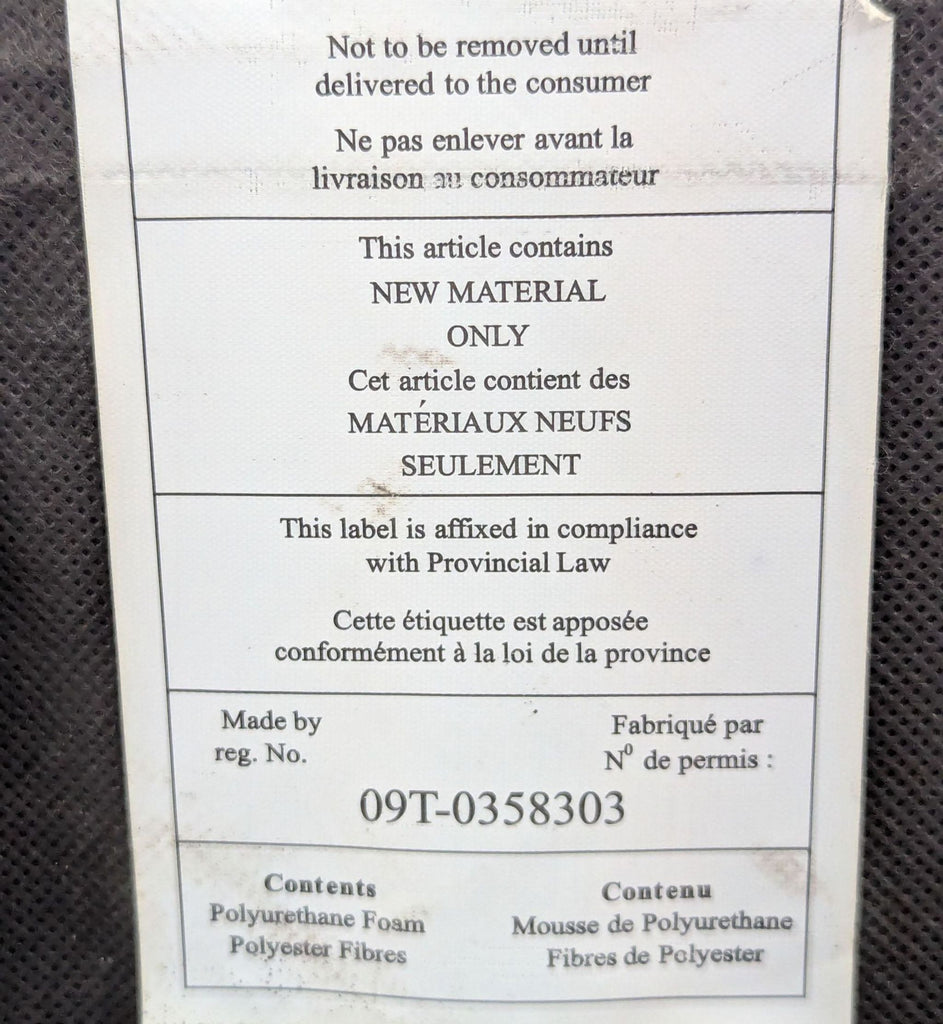 Not to be removed until
delivered to the consumer
Ne pas enlever avant la
livraison au consommateur
This article contains
NEW MATERIAL
ONLY
Cet article contient des
MATÉRIAUX NEUFS
SEULEMENT
This label is affixed in compliance
with Provincial Law
Cette étiquette est apposée
conformément à la loi de la province
Made by
reg. No.
Fabriqué par
N⁰ de permis :
09T-0358303
Contents
Polyurethane Foam
Polyester Fibres
Contenu
Mousse de Polyurethane
Fibres de Polyester